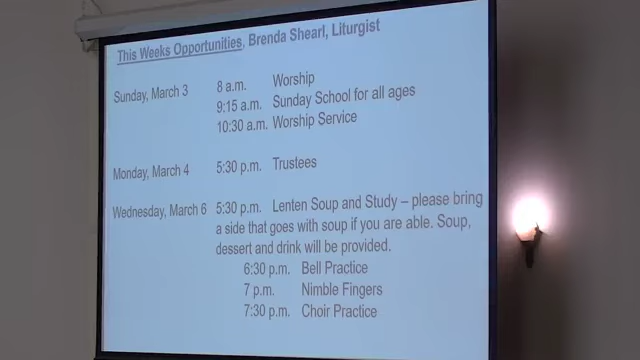 This Weeks Opportunities, Brenda Shearl, Liturgist
Sunday, March 3 8 a.m. Worship
9:15 a.m. Sunday School for all ages
10:30 a.m. Worship Service
Monday, March 4 5:30 p.m. Trustees
Wednesday, March 6 5:30 p.m. Lenten Soup and Study – please bring
a side that goes with soup if you are able. Soup,
dessert and drink will be provided.
6:30 p.m. Bell Practice
7 p.m. Nimble Fingers
7:30 p.m. Choir Practice